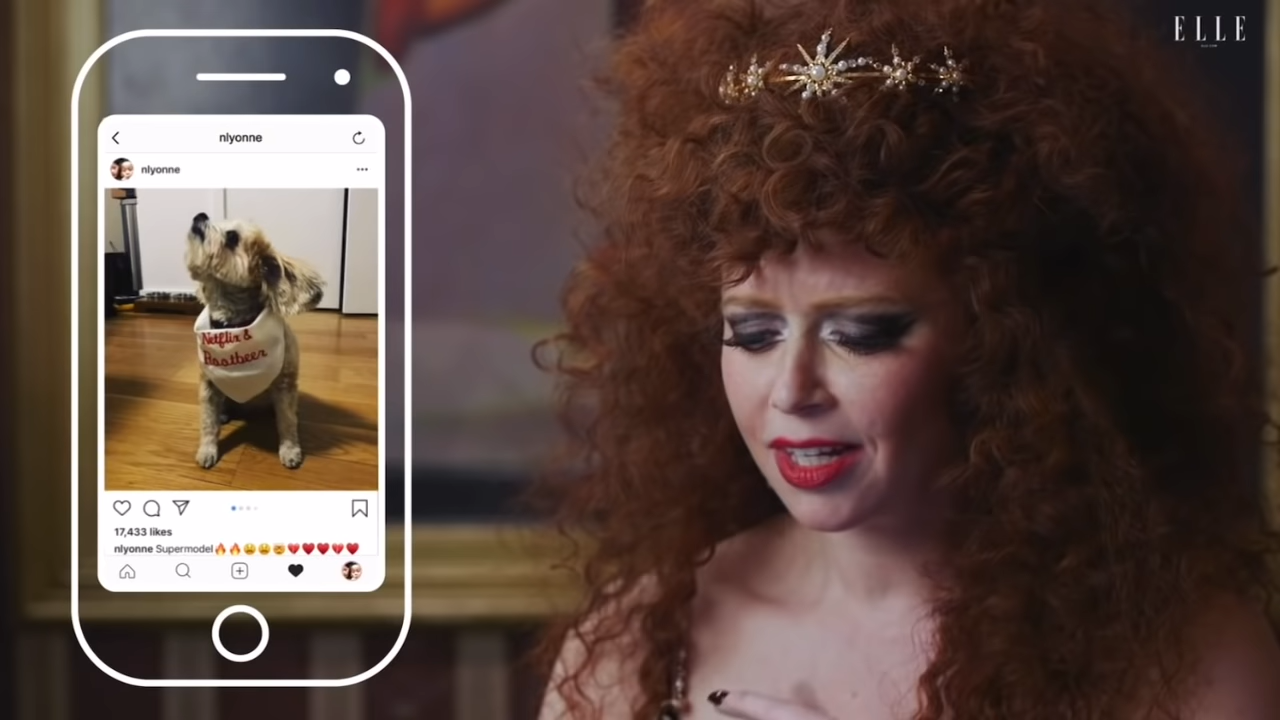 ELLE
nlyonne
nlyonne
Netflix &
Rootbeer
17,433 likes
nlyonne Supermodel🔥🔥😩😩🤯💔❤️❤️💔❤️